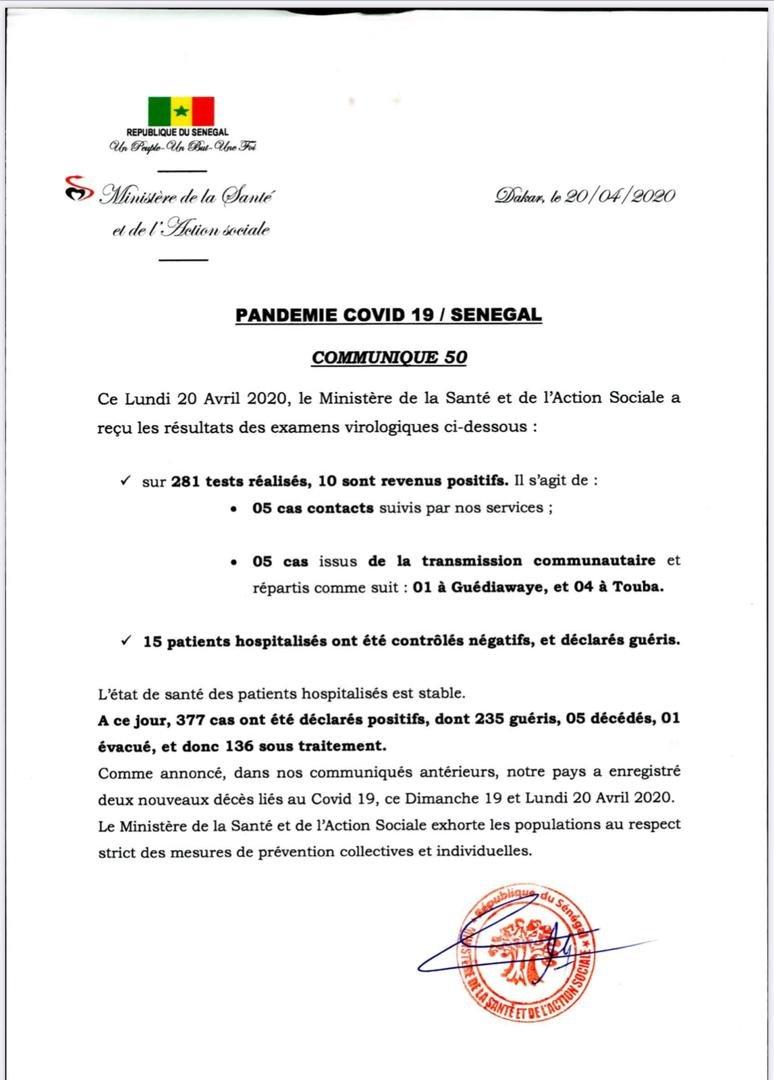 REPUBLIQUE DU SENEGAL
Un Peuple - Un But - Une Foi
Ministère de la Santé
et de l'Action sociale
Dakar, le 20/04/2020
PANDEMIE COVID 19 / SENEGAL
COMMUNIQUE 50
Ce Lundi 20 Avril 2020, le Ministère de la Santé et de l'Action Sociale a
reçu les résultats des examens virologiques ci-dessous :
✓ sur 281 tests réalisés, 10 sont revenus positifs. Il s'agit de :
• 05 cas contacts suivis par nos services ;
• 05 cas issus de la transmission communautaire et
répartis comme suit : 01 à Guédiawaye, et 04 à Touba.
✓ 15 patients hospitalisés ont été contrôlés négatifs, et déclarés guéris.
L'état de santé des patients hospitalisés est stable.
A ce jour, 377 cas ont été déclarés positifs, dont 235 guéris, 05 décédés, 01
évacué, et donc 136 sous traitement.
Comme annoncé, dans nos communiqués antérieurs, notre pays a enregistré
deux nouveaux décès liés au Covid 19, ce Dimanche 19 et Lundi 20 Avril 2020.
Le Ministère de la Santé et de l'Action Sociale exhorte les populations au respect
strict des mesures de prévention collectives et individuelles.
République du Sénégal
MINISTRE DE LA SANTÉ ET DE L'ACTION SOCIALE